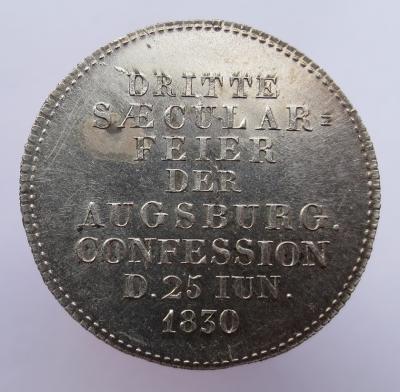 DRITTE
SÆCULAR=
FEIER
DER
AUGSBURG.
CONFESSION
D. 25 IUN.
1830